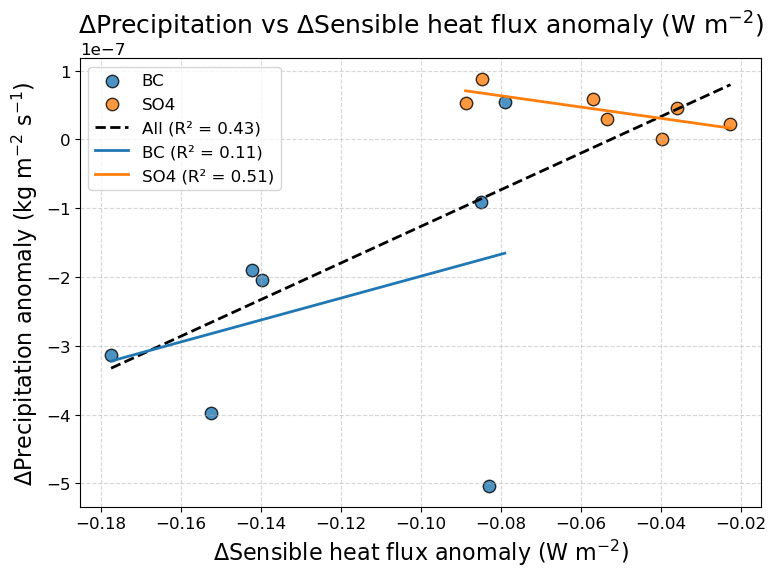 ΔPrecipitation vs ΔSensible heat flux anomaly (W m⁻²)
1e−7
BC
SO4
All (R² = 0.43)
BC (R² = 0.11)
SO4 (R² = 0.51)
1
0
−1
−2
−3
−4
−5
ΔPrecipitation anomaly (kg m⁻² s⁻¹)
−0.18 −0.16 −0.14 −0.12 −0.10 −0.08 −0.06 −0.04 −0.02
ΔSensible heat flux anomaly (W m⁻²)